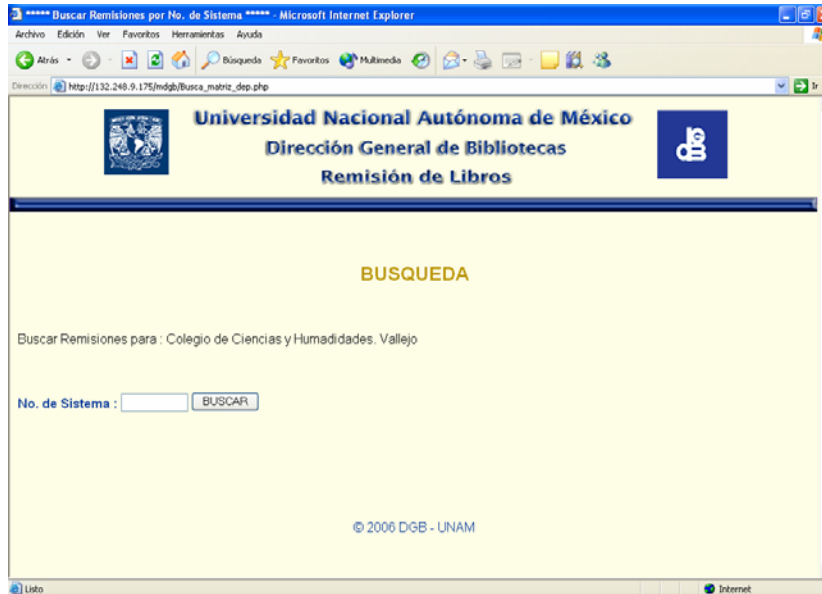 ***** Buscar Remisiones por No. de Sistema ***** - Microsoft Internet Explorer
Archivo Edición Ver Favoritos Herramientas Ayuda
Atrás Búsqueda Favoritos Multimedia
Dirección http://132.248.9.175/mdgb/Busca_matriz_dep.php Ir
Universidad Nacional Autónoma de México
Dirección General de Bibliotecas
Remisión de Libros
BUSQUEDA
Buscar Remisiones para : Colegio de Ciencias y Humadidades. Vallejo
No. de Sistema : BUSCAR
© 2006 DGB - UNAM
Listo Internet